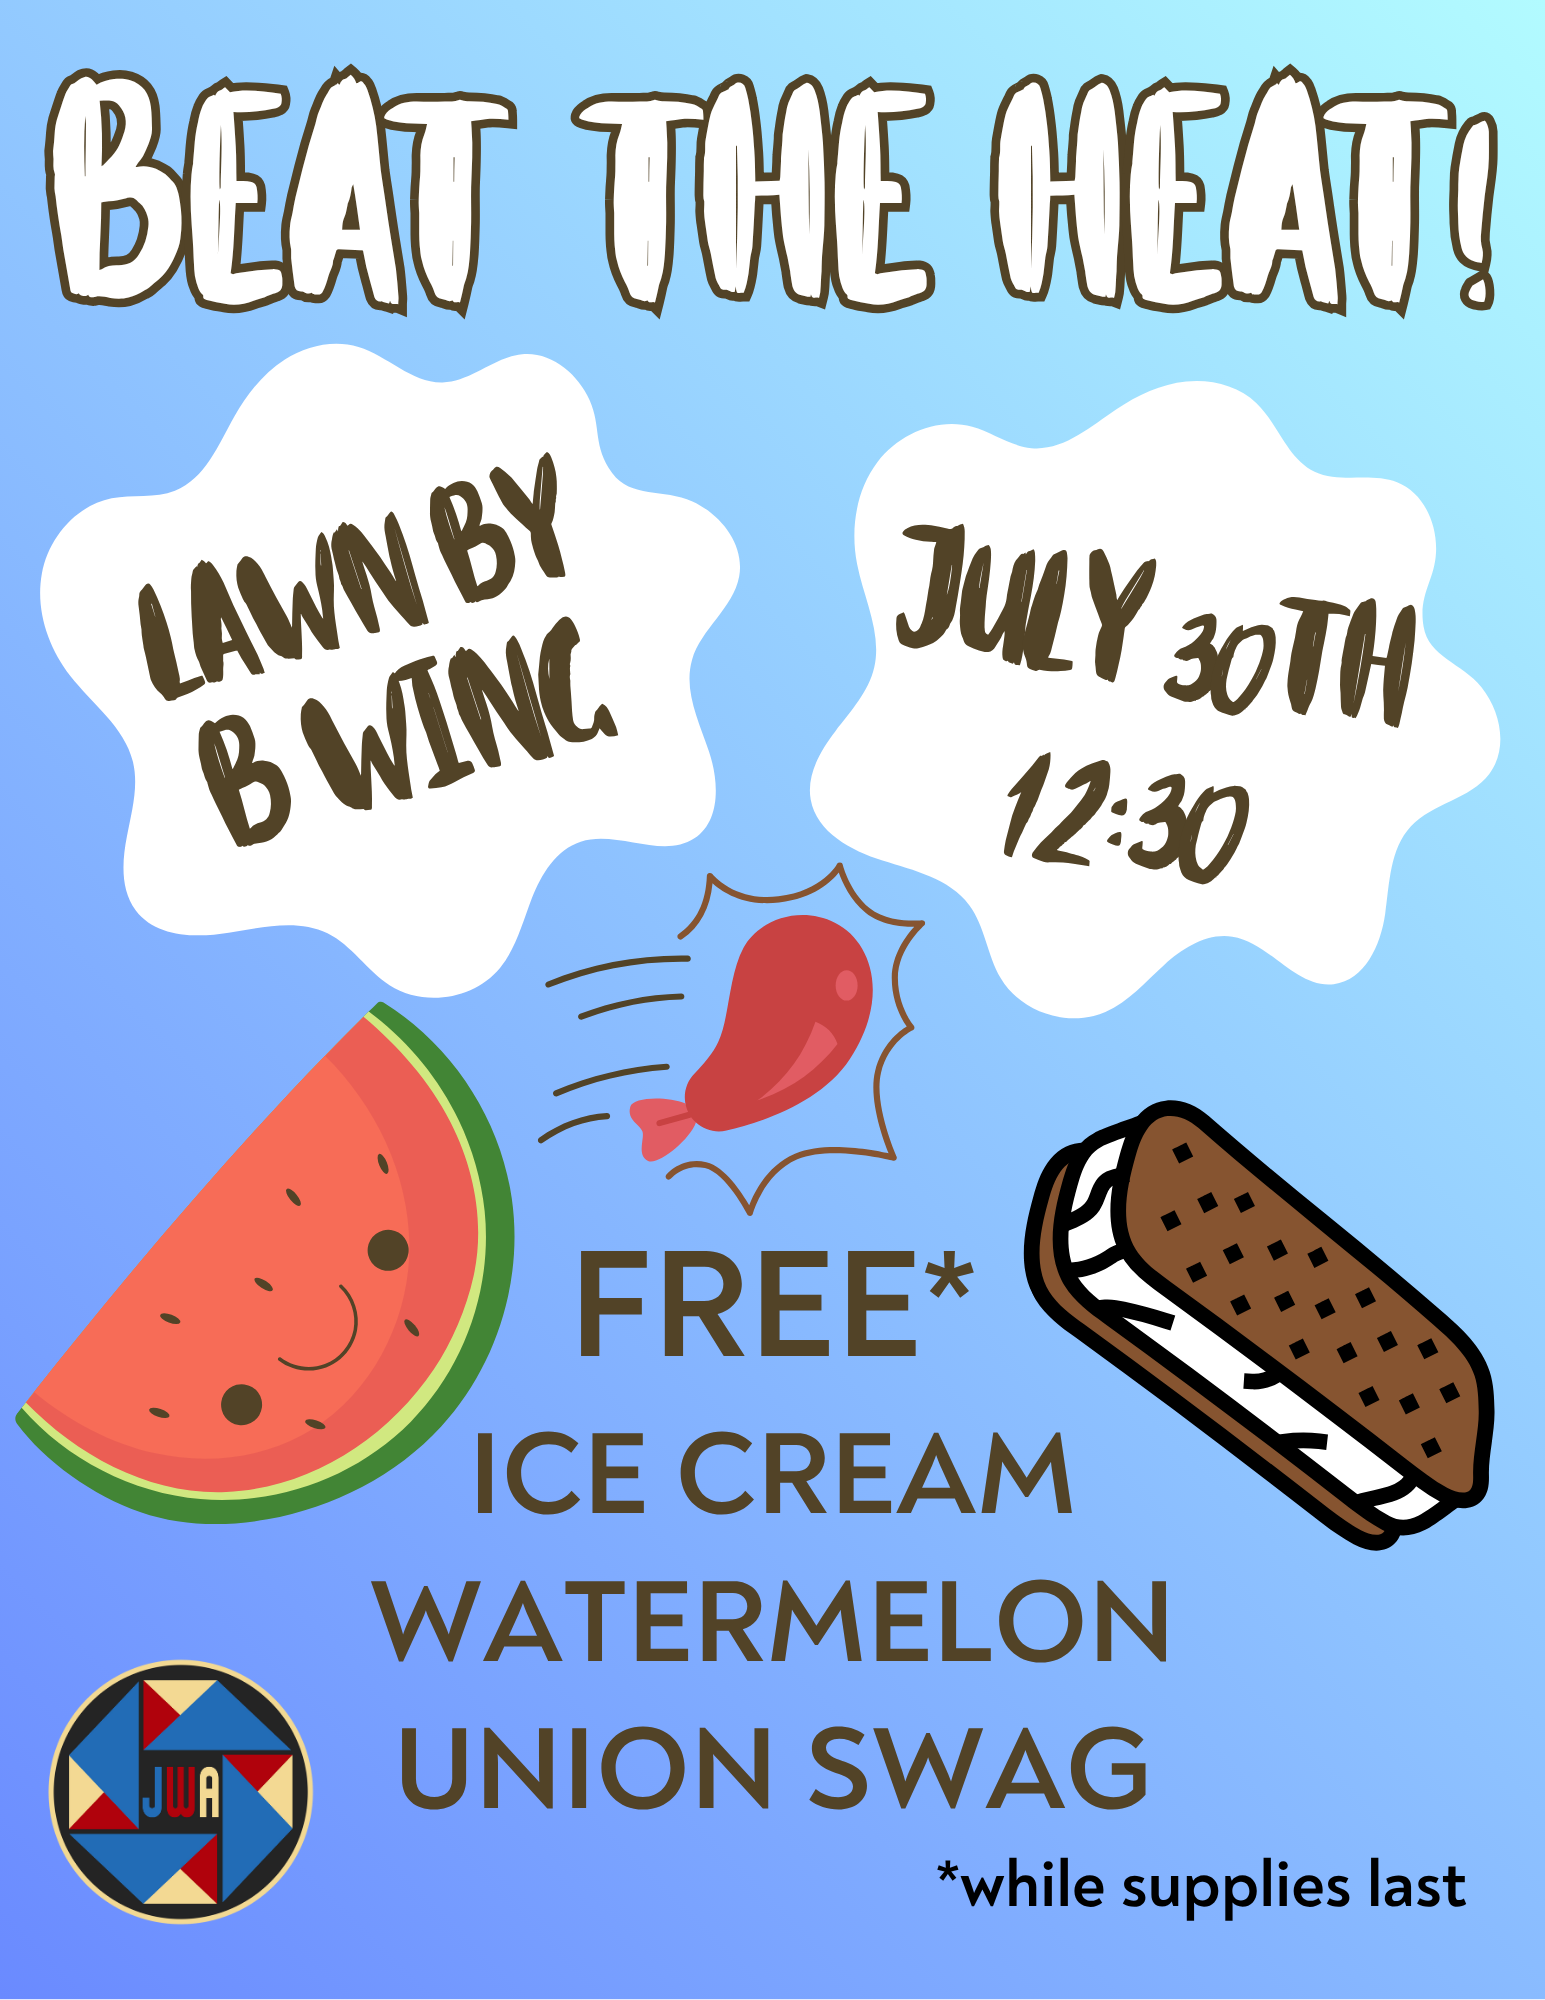 BEAT THE HEAT!
LAWN BY
B WING
JULY 30TH
12:30
FREE*
ICE CREAM
WATERMELON
UNION SWAG
JWA
*while supplies last